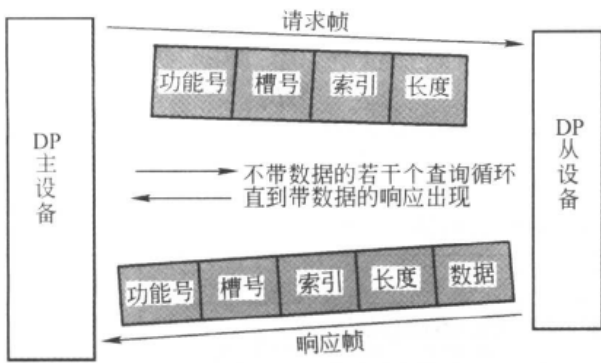 请求帧
功能号 槽号 索引 长度
DP
主
设
备
DP
从
设
备
不带数据的若干个查询循环
直到带数据的响应出现
功能号 槽号 索引 长度 数据
响应帧